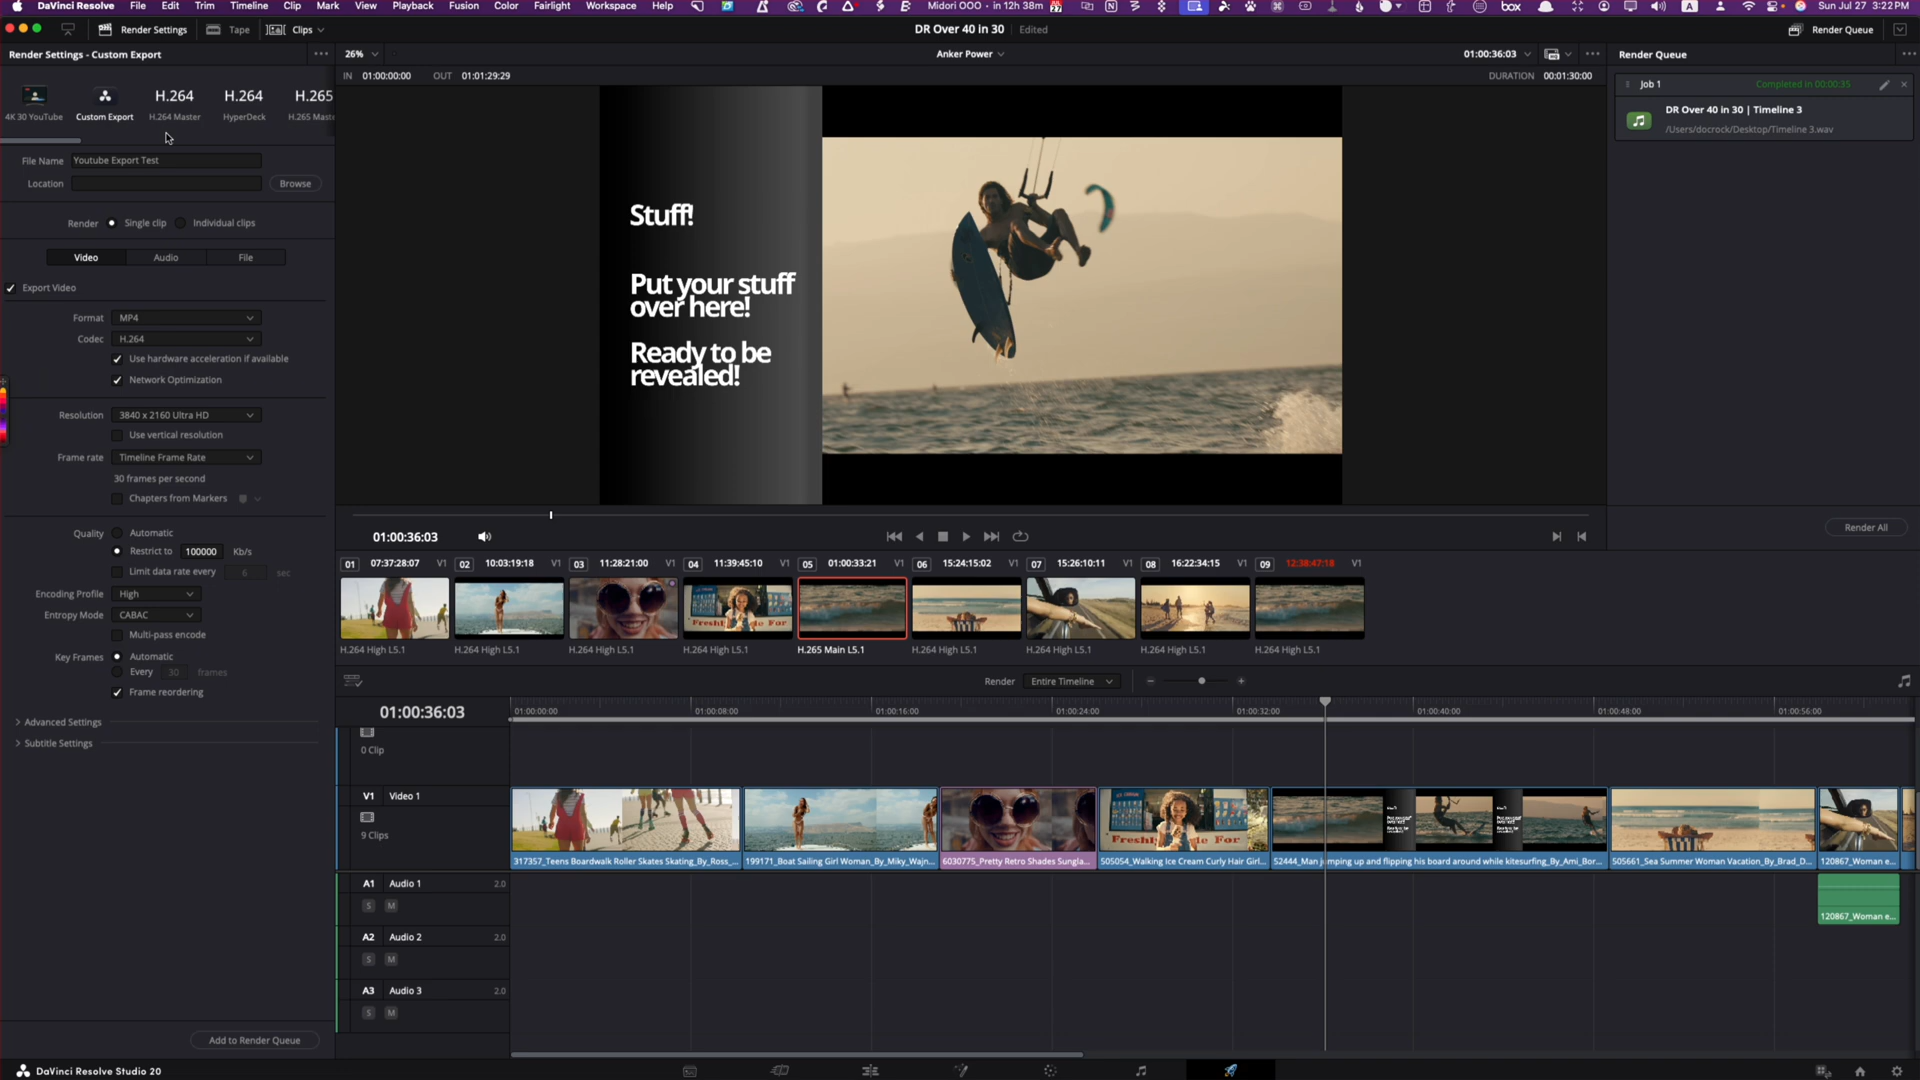 DaVinci Resolve File Edit Trim Timeline Clip Mark View Playback Fusion Color Fairlight Workspace Help Midori OOO · in 12h 38m box Sun Jul 27 3:22 PM
Render Settings Tape Clips DR Over 40 in 30 Edited Render Queue
Render Settings - Custom Export 26% Anker Power 01:00:36:03 Render Queue
IN 01:00:00:00 OUT 01:01:29:29 DURATION 00:01:30:00
Job 1 Completed in 00:00:35
DR Over 40 in 30 | Timeline 3
/Users/docrock/Desktop/Timeline 3.wav
H.264 H.264 H.265
4K 30 YouTube Custom Export H.264 Master HyperDeck H.265 Mast
File Name Youtube Export Test
Location Browse
Render Single clip Individual clips
Video Audio File
Export Video
Format MP4
Codec H.264
Use hardware acceleration if available
Network Optimization
Resolution 3840 x 2160 Ultra HD
Use vertical resolution
Frame rate Timeline Frame Rate
30 frames per second
Chapters from Markers
Quality Automatic
Restrict to 100000 Kb/s
Limit data rate every 6 sec
Encoding Profile High
Entropy Mode CABAC
Multi-pass encode
Key Frames Automatic
Every 30 frames
Frame reordering
Advanced Settings
Subtitle Settings
Add to Render Queue
Stuff!
Put your stuff
over here!
Ready to be
revealed!
01:00:36:03
Render All
01 07:37:28:07 V1 02 10:03:19:18 V1 03 11:28:21:00 V1 04 11:39:45:10 V1 05 01:00:33:21 V1 06 15:24:15:02 V1 07 15:26:10:11 V1 08 16:22:34:15 V1 09 12:38:47:18 V1
H.264 High L5.1 H.264 High L5.1 H.264 High L5.1 H.264 High L5.1 H.265 Main L5.1 H.264 High L5.1 H.264 High L5.1 H.264 High L5.1 H.264 High L5.1
Render Entire Timeline
01:00:36:03 01:00:00:00 01:00:08:00 01:00:16:00 01:00:24:00 01:00:32:00 01:00:40:00 01:00:48:00 01:00:56:00
0 Clip
V1 Video 1
9 Clips
317357_Teens Boardwalk Roller Skates Skating_By_Ross_... 199171_Boat Sailing Girl Woman_By_Miky_Wajn... 6030775_Pretty Retro Shades Sungla... 505054_Walking Ice Cream Curly Hair Girl... 52444_Man jumping up and flipping his board around while kitesurfing_By_Ami_Bor... 505661_Sea Summer Woman Vacation_By_Brad_D... 120867_Woman e...
A1 Audio 1 2.0
S M
120867_Woman e...
A2 Audio 2 2.0
S M
A3 Audio 3 2.0
S M
DaVinci Resolve Studio 20